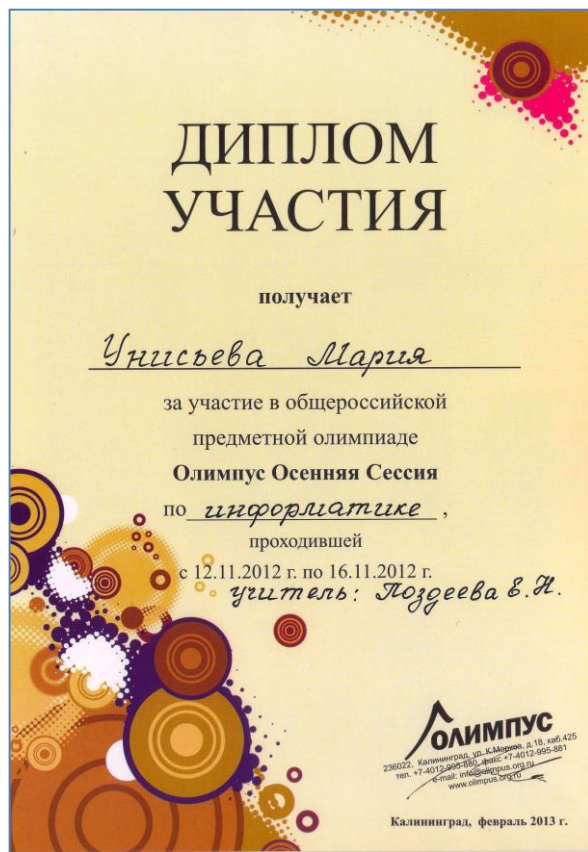 ДИПЛОМ
УЧАСТИЯ
получает
Унисьева Мария
за участие в общероссийской
предметной олимпиаде
Олимпус Осенняя Сессия
по информатике ,
проходившей
с 12.11.2012 г. по 16.11.2012 г.
учитель: Поздеева Е.Н.
ОЛИМПУС
236022, Калининград, ул. К.Маркса, д.18, каб.425
тел. +7-4012-995-880, факс +7-4012-995-881
e-mail: info@olimpus.org.ru
www.olimpus.org.ru
Калининград, февраль 2013 г.